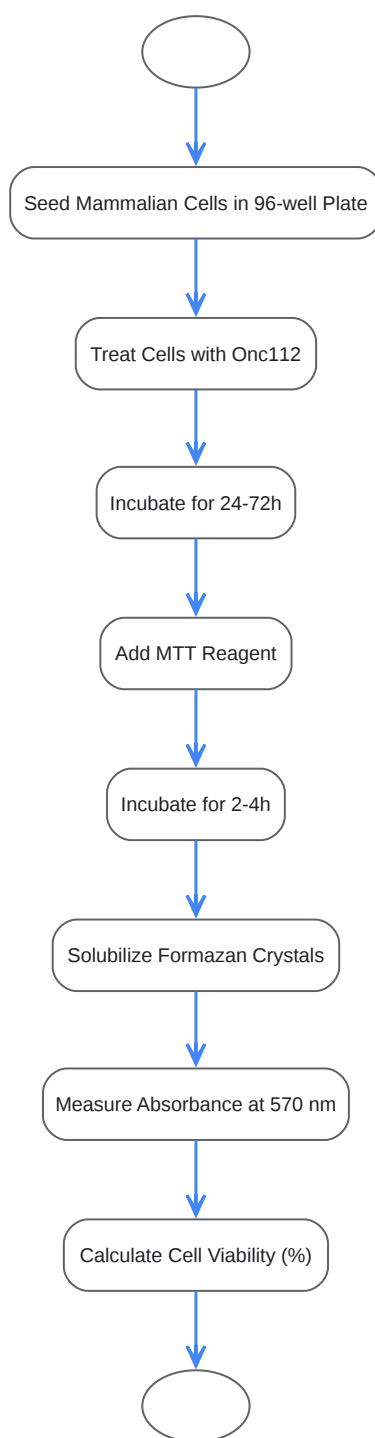 Seed Mammalian Cells in 96-well Plate
Treat Cells with Onc112
Incubate for 24-72h
Add MTT Reagent
Incubate for 2-4h
Solubilize Formazan Crystals
Measure Absorbance at 570 nm
Calculate Cell Viability (%)